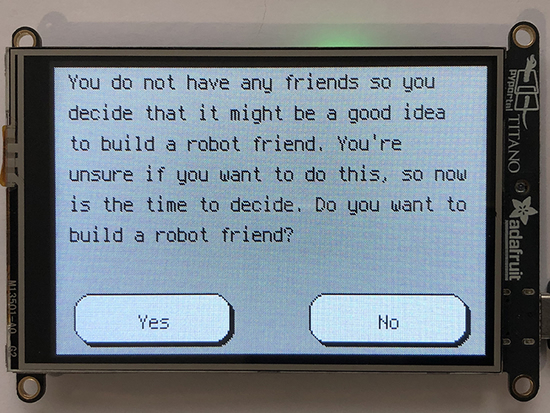 You do not have any friends so you
decide that it might be a good idea
to build a robot friend. You're
unsure if you want to do this, so now
is the time to decide. Do you want to
build a robot friend?
Yes
No
pyportal
TITANO
adafruit